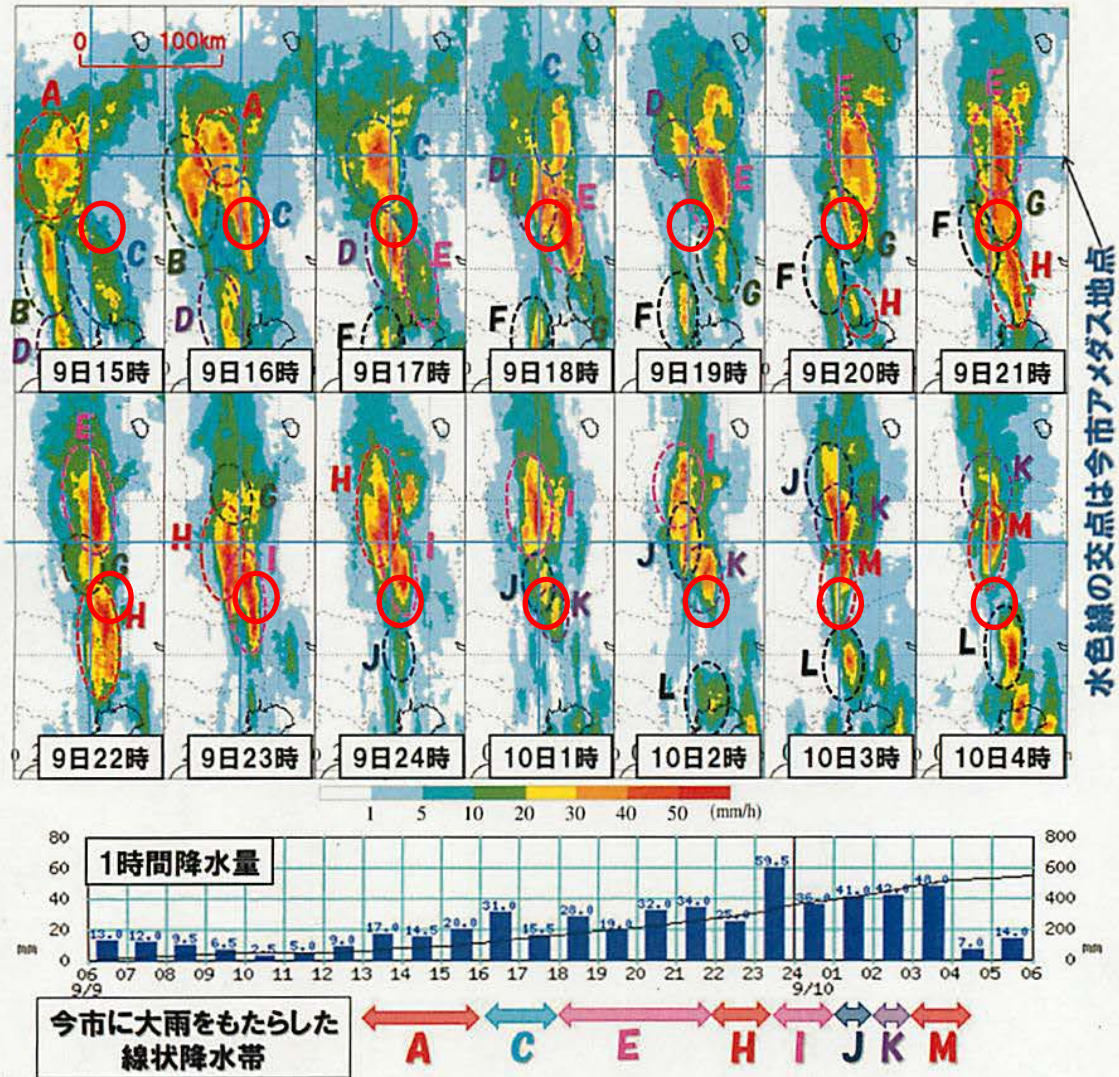 0 100km
A
B
C
D
9日15時
A
B
C
D
9日16時
C
D
E
F
9日17時
C
D
E
F
G
9日18時
C
D
E
F
G
9日19時
E
F
G
H
9日20時
E
F
G
H
9日21時
水色線の交点は今市アメダス地点
E
G
H
9日22時
G
H
I
9日23時
H
I
J
9日24時
I
J
K
10日1時
I
J
K
L
10日2時
J
K
M
L
10日3時
K
M
L
10日4時
1 5 10 20 30 40 50 (mm/h)
1時間降水量
80 60 40 20 0
mm
800 600 400 200 0
mm
13.0 12.0 9.5 6.5 2.5 5.0 9.0 17.0 14.5 20.0 31.0 15.5 28.0 19.0 32.0 34.0 25.0 59.5 36.0 41.0 42.0 48.0 7.0 14.0
06 07 08 09 10 11 12 13 14 15 16 17 18 19 20 21 22 23 24 01 02 03 04 05 06
9/9 9/10
今市に大雨をもたらした
線状降水帯
A C E H I J K M